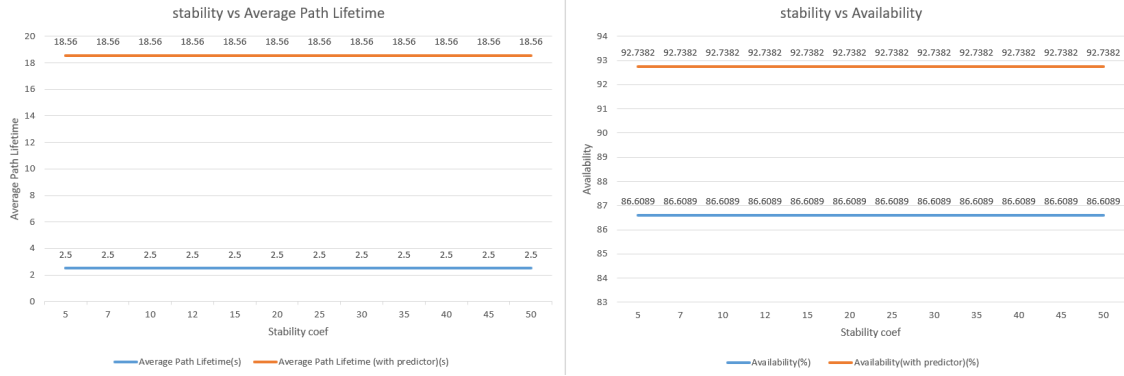 stability vs Average Path Lifetime
20
18
16
14
12
10
8
6
4
2
0
Average Path Lifetime
18.56 18.56 18.56 18.56 18.56 18.56 18.56 18.56 18.56 18.56 18.56
2.5 2.5 2.5 2.5 2.5 2.5 2.5 2.5 2.5 2.5 2.5
5 7 10 12 15 20 25 30 35 40 45 50
Stability coef
Average Path Lifetime(s) Average Path Lifetime (with predictor)(s)
stability vs Availability
94
93
92
91
90
89
88
87
86
85
84
83
Availability
92.7382 92.7382 92.7382 92.7382 92.7382 92.7382 92.7382 92.7382 92.7382 92.7382 92.7382 92.7382
86.6089 86.6089 86.6089 86.6089 86.6089 86.6089 86.6089 86.6089 86.6089 86.6089 86.6089 86.6089
5 7 10 12 15 20 25 30 35 40 45 50
Stability coef
Availability(%) Availability(with predictor)(%)